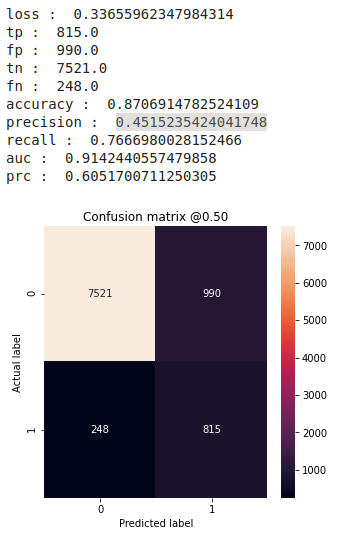 loss :  0.33655962347984314
tp :  815.0
fp :  990.0
tn :  7521.0
fn :  248.0
accuracy :  0.8706914782524109
precision :  0.4515235424041748
recall :  0.7666980028152466
auc :  0.9142440557479858
prc :  0.6051700711250305
Confusion matrix @0.50
7000
6000
5000
4000
3000
2000
1000
Actual label
0
1
7521 990
248 815
0 1
Predicted label